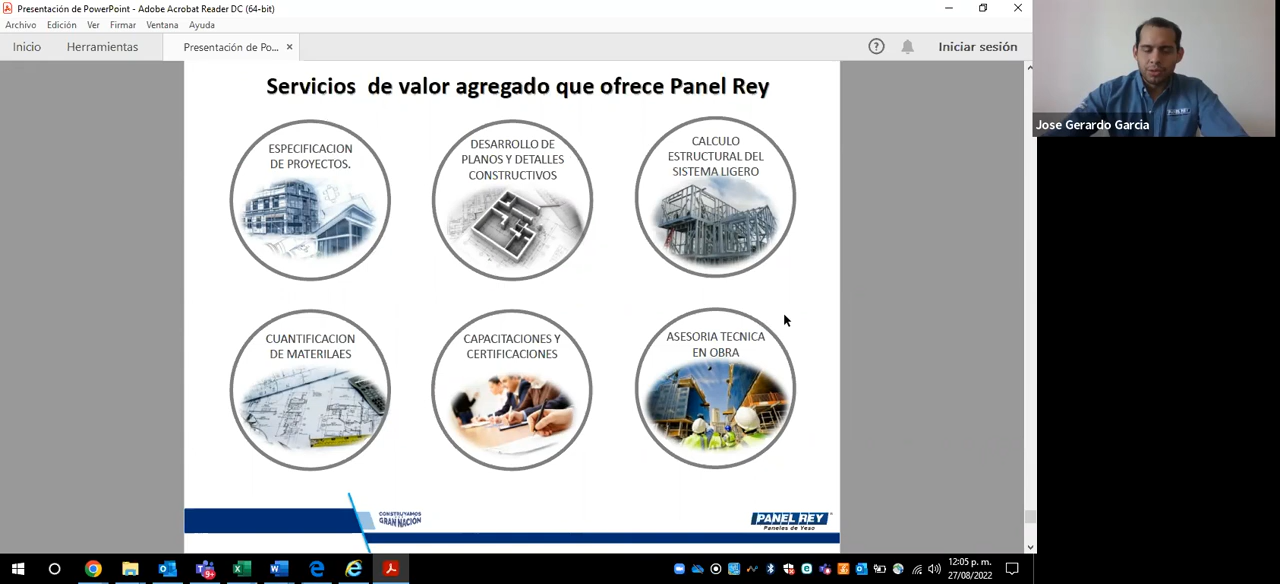 Presentación de PowerPoint - Adobe Acrobat Reader DC (64-bit)
Archivo Edición Ver Firmar Ventana Ayuda
Inicio Herramientas Presentación de Po... × Iniciar sesión
Servicios de valor agregado que ofrece Panel Rey
ESPECIFICACION
DE PROYECTOS.
DESARROLLO DE
PLANOS Y DETALLES
CONSTRUCTIVOS
CALCULO
ESTRUCTURAL DEL
SISTEMA LIGERO
CUANTIFICACION
DE MATERILAES
CAPACITACIONES Y
CERTIFICACIONES
ASESORIA TECNICA
EN OBRA
CONSTRUYAMOS
GRAN NACIÓN
PANEL REY
Paneles de Yeso
Jose Gerardo Garcia
12:05 p. m.
27/08/2022